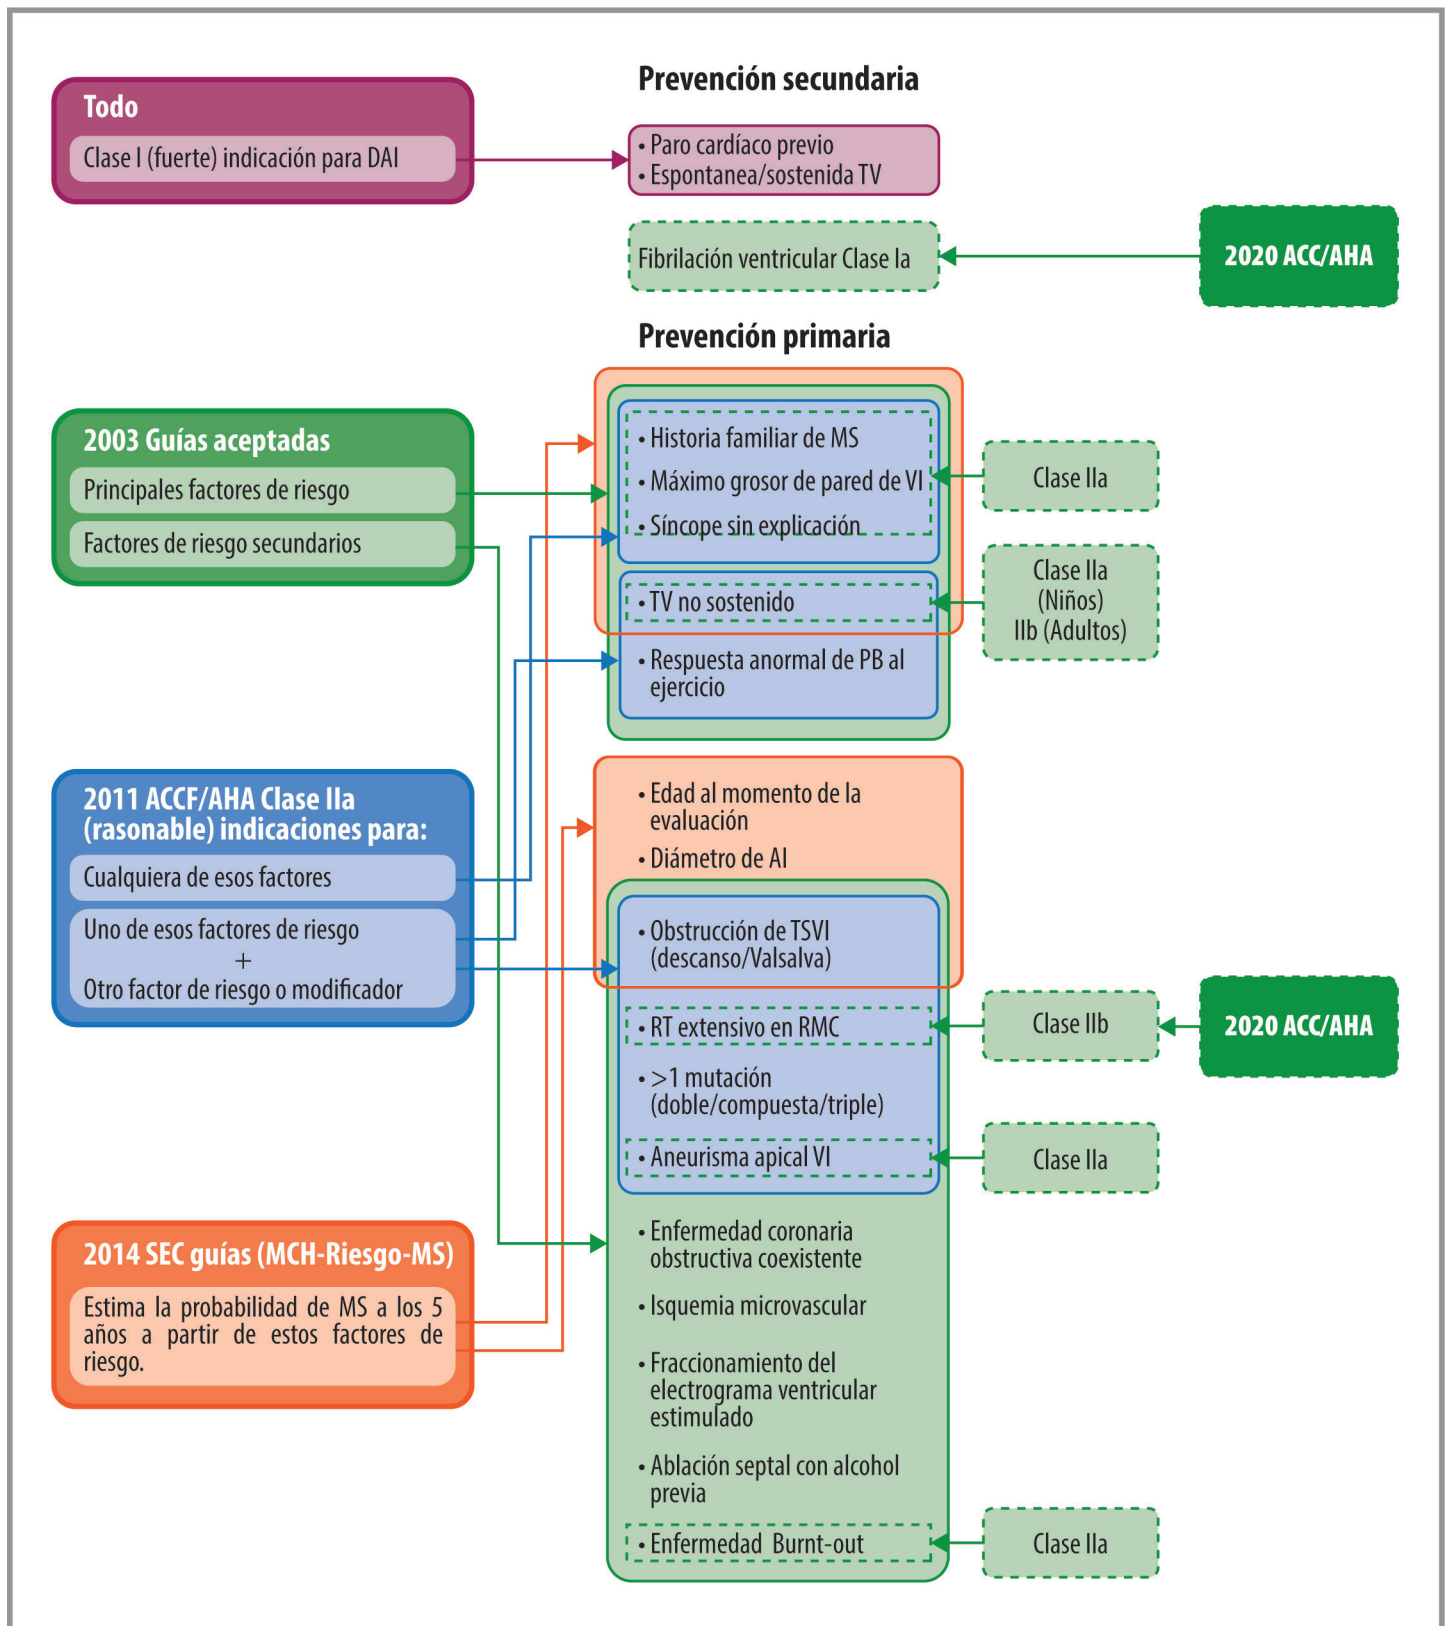 Prevención secundaria
Todo
Clase I (fuerte) indicación para DAI
• Paro cardíaco previo
• Espontanea/sostenida TV
Fibrilación ventricular Clase Ia
2020 ACC/AHA
Prevención primaria
2003 Guías aceptadas
Principales factores de riesgo
Factores de riesgo secundarios
• Historia familiar de MS
• Máximo grosor de pared de VI
• Síncope sin explicación
Clase IIa
• TV no sostenido
Clase IIa
(Niños)
IIb (Adultos)
• Respuesta anormal de PB al
ejercicio
2011 ACCF/AHA Clase IIa
(rasonable) indicaciones para:
Cualquiera de esos factores
Uno de esos factores de riesgo
+
Otro factor de riesgo o modificador
• Edad al momento de la
evaluación
• Diámetro de AI
• Obstrucción de TSVI
(descanso/Valsalva)
• RT extensivo en RMC
Clase IIb
2020 ACC/AHA
• >1 mutación
(doble/compuesta/triple)
• Aneurisma apical VI
Clase IIa
2014 SEC guías (MCH-Riesgo-MS)
Estima la probabilidad de MS a los 5
años a partir de estos factores de
riesgo.
• Enfermedad coronaria
obstructiva coexistente
• Isquemia microvascular
• Fraccionamiento del
electrograma ventricular
estimulado
• Ablación septal con alcohol
previa
• Enfermedad Burnt-out
Clase IIa